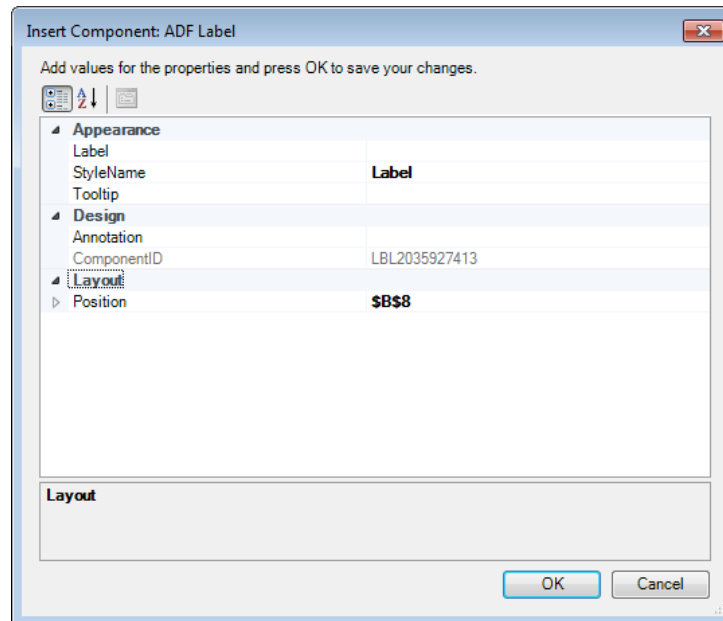 Insert Component: ADF Label
Add values for the properties and press OK to save your changes.
A
Z
Appearance
Label
StyleName Label
Tooltip
Design
Annotation
ComponentID LBL2035927413
Layout
Position $B$8
Layout
OK Cancel